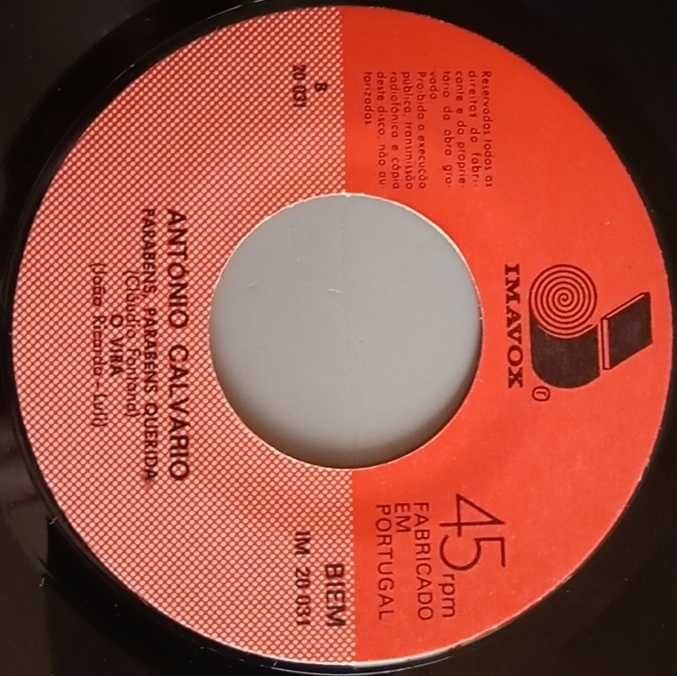 IMAVOX
Reservados todos os
direitos do fabri-
cante e do proprie-
tário da obra gra-
vada
Proibida a execução
pública, transmissão
radiofónica e cópia
deste disco, não au-
torizadas.
45 rpm
FABRICADO
EM
PORTUGAL
B
20 031
BIEM
IM 20 031
ANTÓNIO CALVÁRIO
PARABENS, PARABENS QUERIDA
(Cláudio Fontana)
O VIRA
(João Ricardo - Luli)